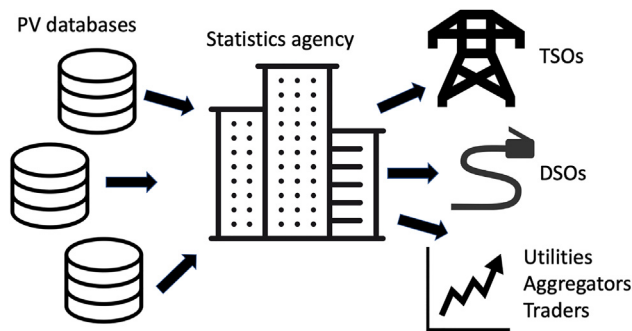 PV databases
Statistics agency
TSOs
DSOs
Utilities
Aggregators
Traders